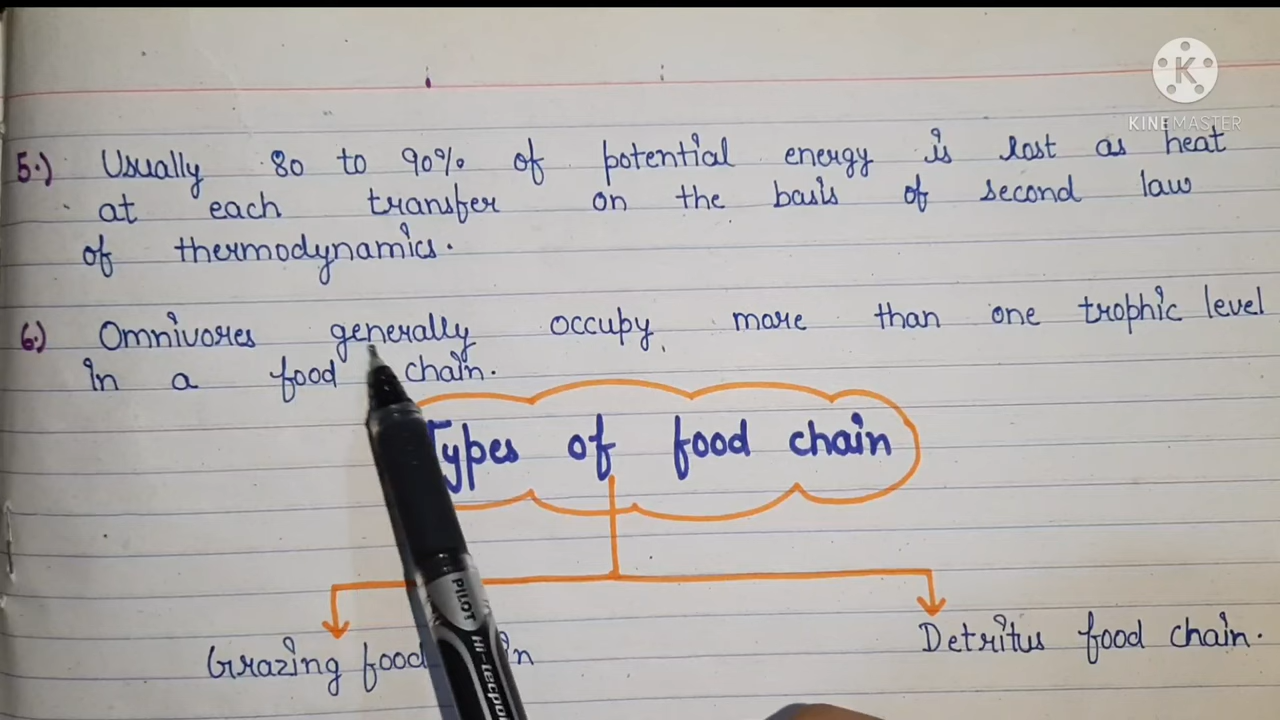 KINEMASTER
5.) Usually 80 to 90% of potential energy is lost as heat
at each transfer on the basis of second law
of thermodynamics.
6.) Omnivores generally occupy more than one trophic level
in a food chain.
Types of food chain
Grazing food
Detritus food chain.
PILOT